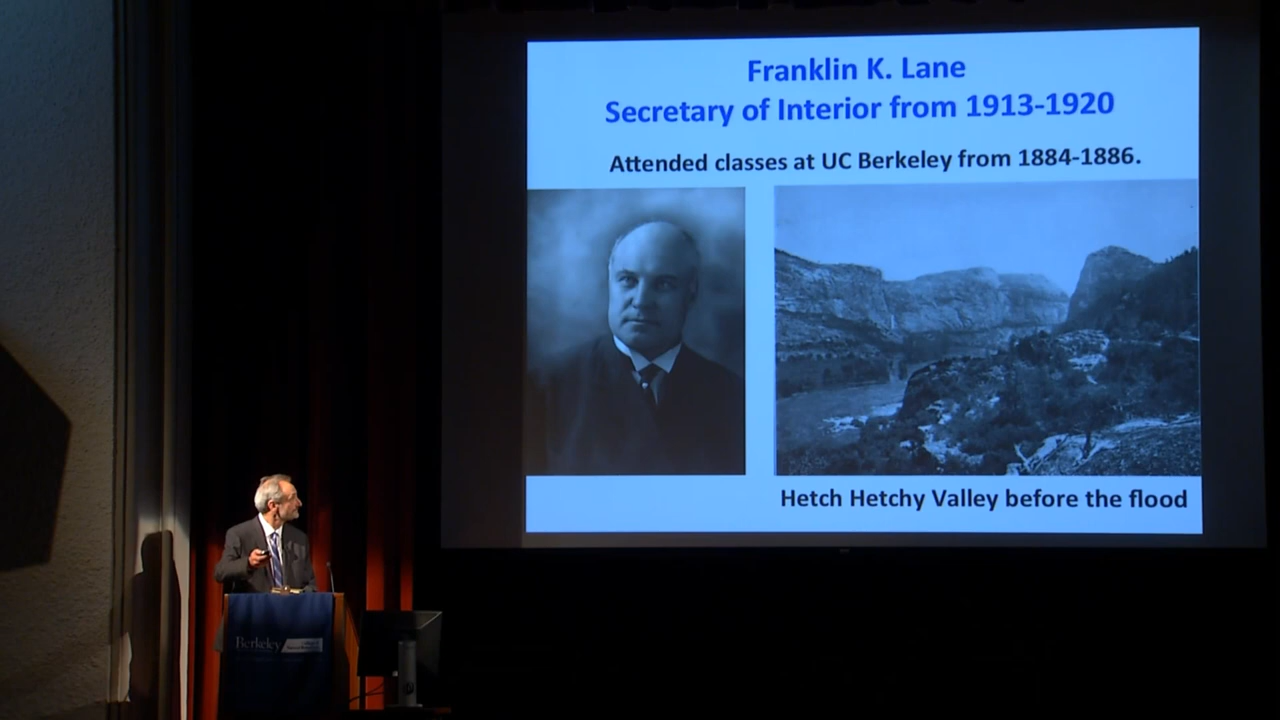 Franklin K. Lane
Secretary of Interior from 1913-1920
Attended classes at UC Berkeley from 1884-1886.
Hetch Hetchy Valley before the flood
Berkeley